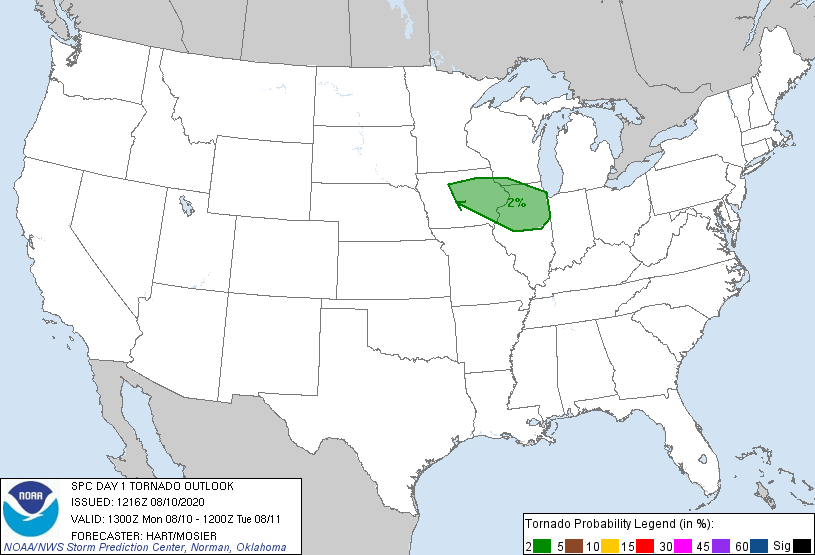 2%
NOAA
SPC DAY 1 TORNADO OUTLOOK
ISSUED: 1216Z 08/10/2020
VALID: 1300Z Mon 08/10 - 1200Z Tue 08/11
FORECASTER: HART/MOSIER
NOAA/NWS Storm Prediction Center, Norman, Oklahoma
Tornado Probability Legend (in %):
2 5 10 15 30 45 60 Sig